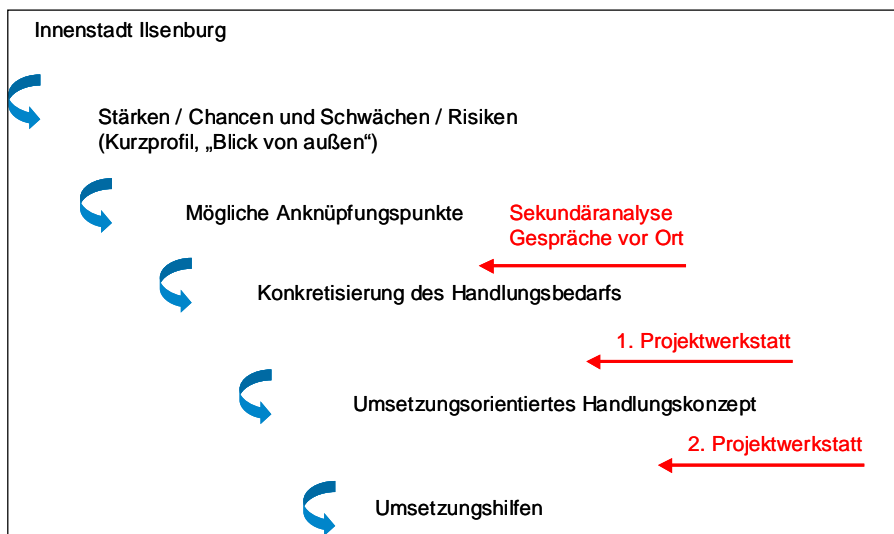 Innenstadt Ilsenburg
Stärken / Chancen und Schwächen / Risiken
(Kurzprofil, „Blick von außen“)
Mögliche Anknüpfungspunkte
Sekundäranalyse
Gespräche vor Ort
Konkretisierung des Handlungsbedarfs
1. Projektwerkstatt
Umsetzungsorientiertes Handlungskonzept
2. Projektwerkstatt
Umsetzungshilfen